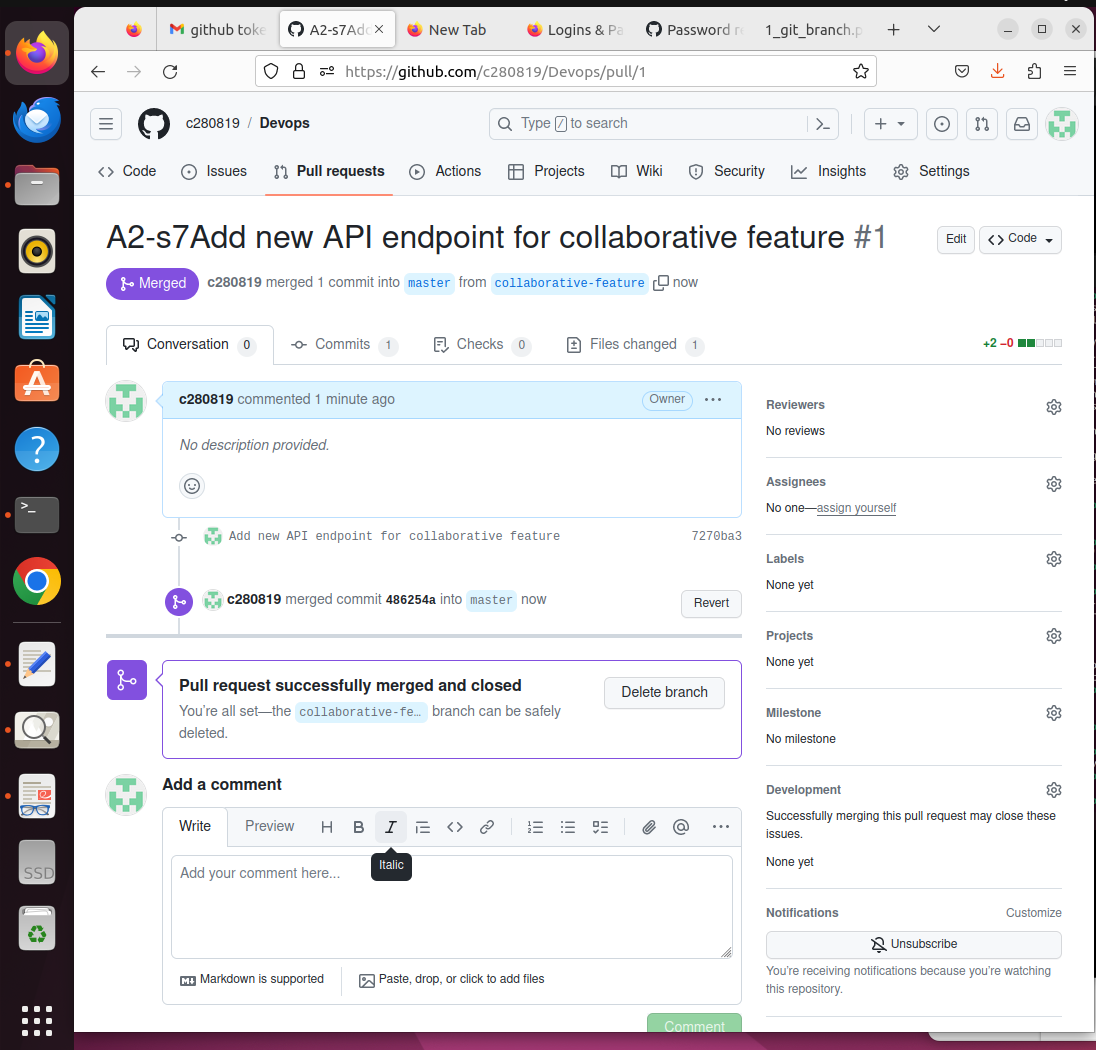 github toke
A2-s7Add
New Tab
Logins & Pa
Password re
1_git_branch.p
https://github.com/c280819/Devops/pull/1
c280819 / Devops
Type / to search
Code
Issues
Pull requests
Actions
Projects
Wiki
Security
Insights
Settings
A2-s7Add new API endpoint for collaborative feature #1
Edit
Code
Merged
c280819 merged 1 commit into master from collaborative-feature now
Conversation 0
Commits 1
Checks 0
Files changed 1
+2 −0
c280819 commented 1 minute ago
Owner
No description provided.
Add new API endpoint for collaborative feature
7270ba3
c280819 merged commit 486254a into master now
Revert
Pull request successfully merged and closed
You're all set—the collaborative-fe… branch can be safely
deleted.
Delete branch
Add a comment
Write
Preview
H B I
Italic
Add your comment here...
Markdown is supported
Paste, drop, or click to add files
Comment
Reviewers
No reviews
Assignees
No one—assign yourself
Labels
None yet
Projects
None yet
Milestone
No milestone
Development
Successfully merging this pull request may close these
issues.
None yet
Notifications
Customize
Unsubscribe
You're receiving notifications because you're watching
this repository.
SSD